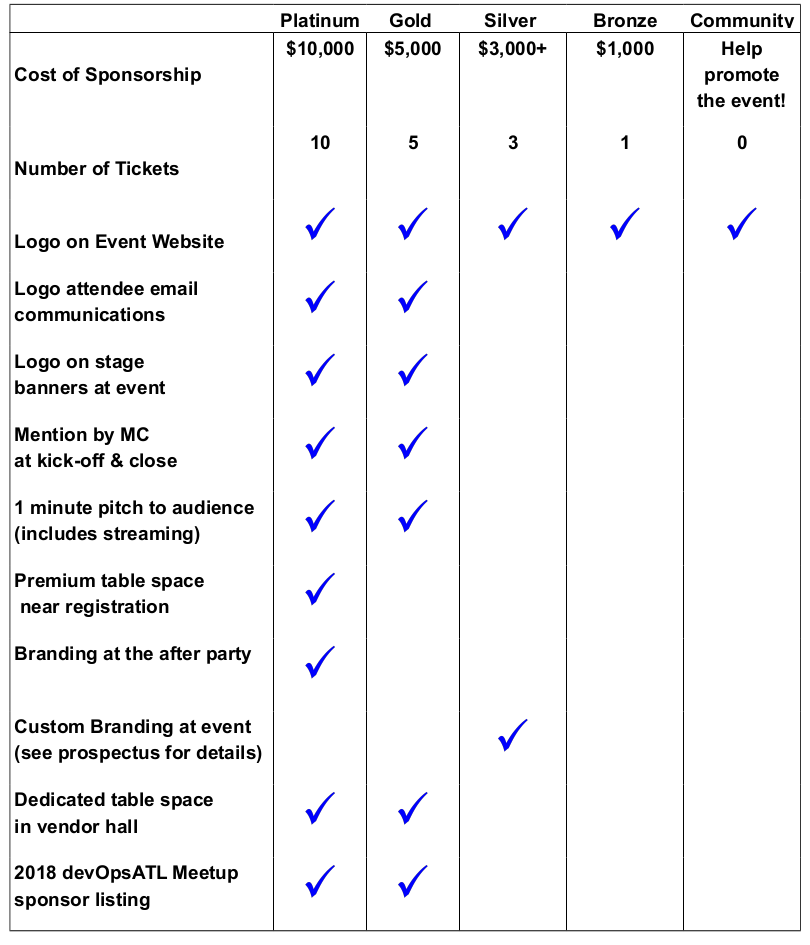 Platinum Gold Silver Bronze Community
Cost of Sponsorship $10,000 $5,000 $3,000+ $1,000 Help
promote
the event!
Number of Tickets 10 5 3 1 0
Logo on Event Website ✓ ✓ ✓ ✓ ✓
Logo attendee email ✓ ✓
communications
Logo on stage ✓ ✓
banners at event
Mention by MC ✓ ✓
at kick-off & close
1 minute pitch to audience ✓ ✓
(includes streaming)
Premium table space ✓
near registration
Branding at the after party ✓
Custom Branding at event ✓
(see prospectus for details)
Dedicated table space ✓ ✓
in vendor hall
2018 devOpsATL Meetup ✓ ✓
sponsor listing